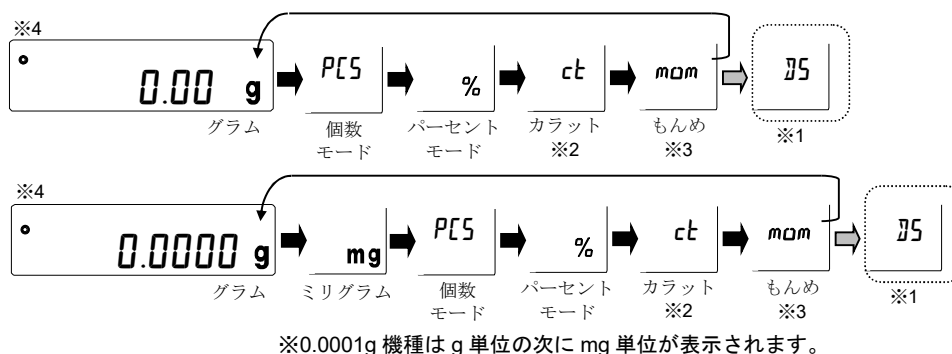 ※4
0.00 g
PCS
%
ct
mom
DS
グラム
個数
モード
パーセント
モード
カラット
※2
もんめ
※3
※1
※4
0.0000 g
mg
PCS
%
ct
mom
DS
グラム
ミリグラム
個数
モード
パーセント
モード
カラット
※2
もんめ
※3
※1
※0.0001g 機種は g 単位の次に mg 単位が表示されます。